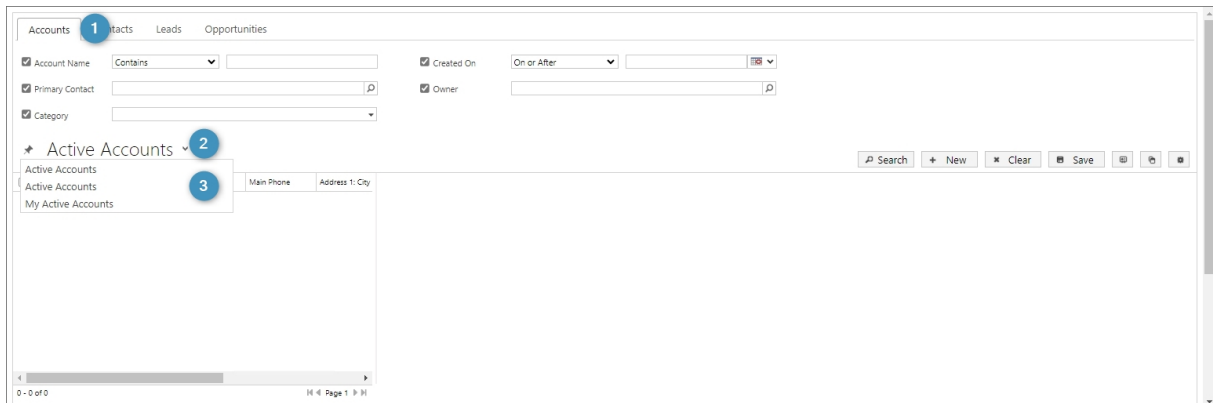 Accounts 1 ntacts Leads Opportunities
Account Name Contains Created On On or After
Primary Contact Owner
Category
Active Accounts 2
Search New Clear Save
Active Accounts
Active Accounts 3 Main Phone Address 1: City
My Active Accounts
0 - 0 of 0 Page 1